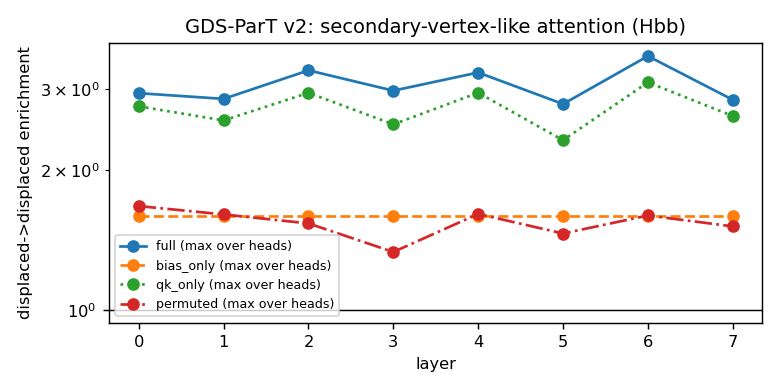 GDS-ParT v2: secondary-vertex-like attention (Hbb)
displaced->displaced enrichment
3 × 10⁰
2 × 10⁰
10⁰
full (max over heads)
bias_only (max over heads)
qk_only (max over heads)
permuted (max over heads)
0 1 2 3 4 5 6 7
layer